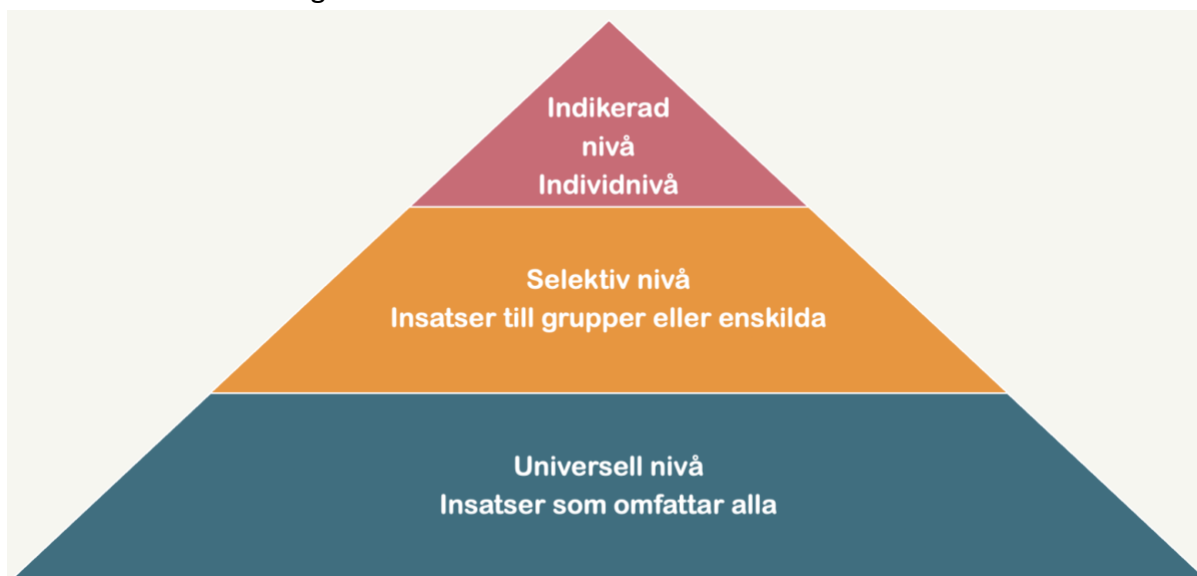 Indikerad
nivå
Individnivå
Selektiv nivå
Insatser till grupper eller enskilda
Universell nivå
Insatser som omfattar alla